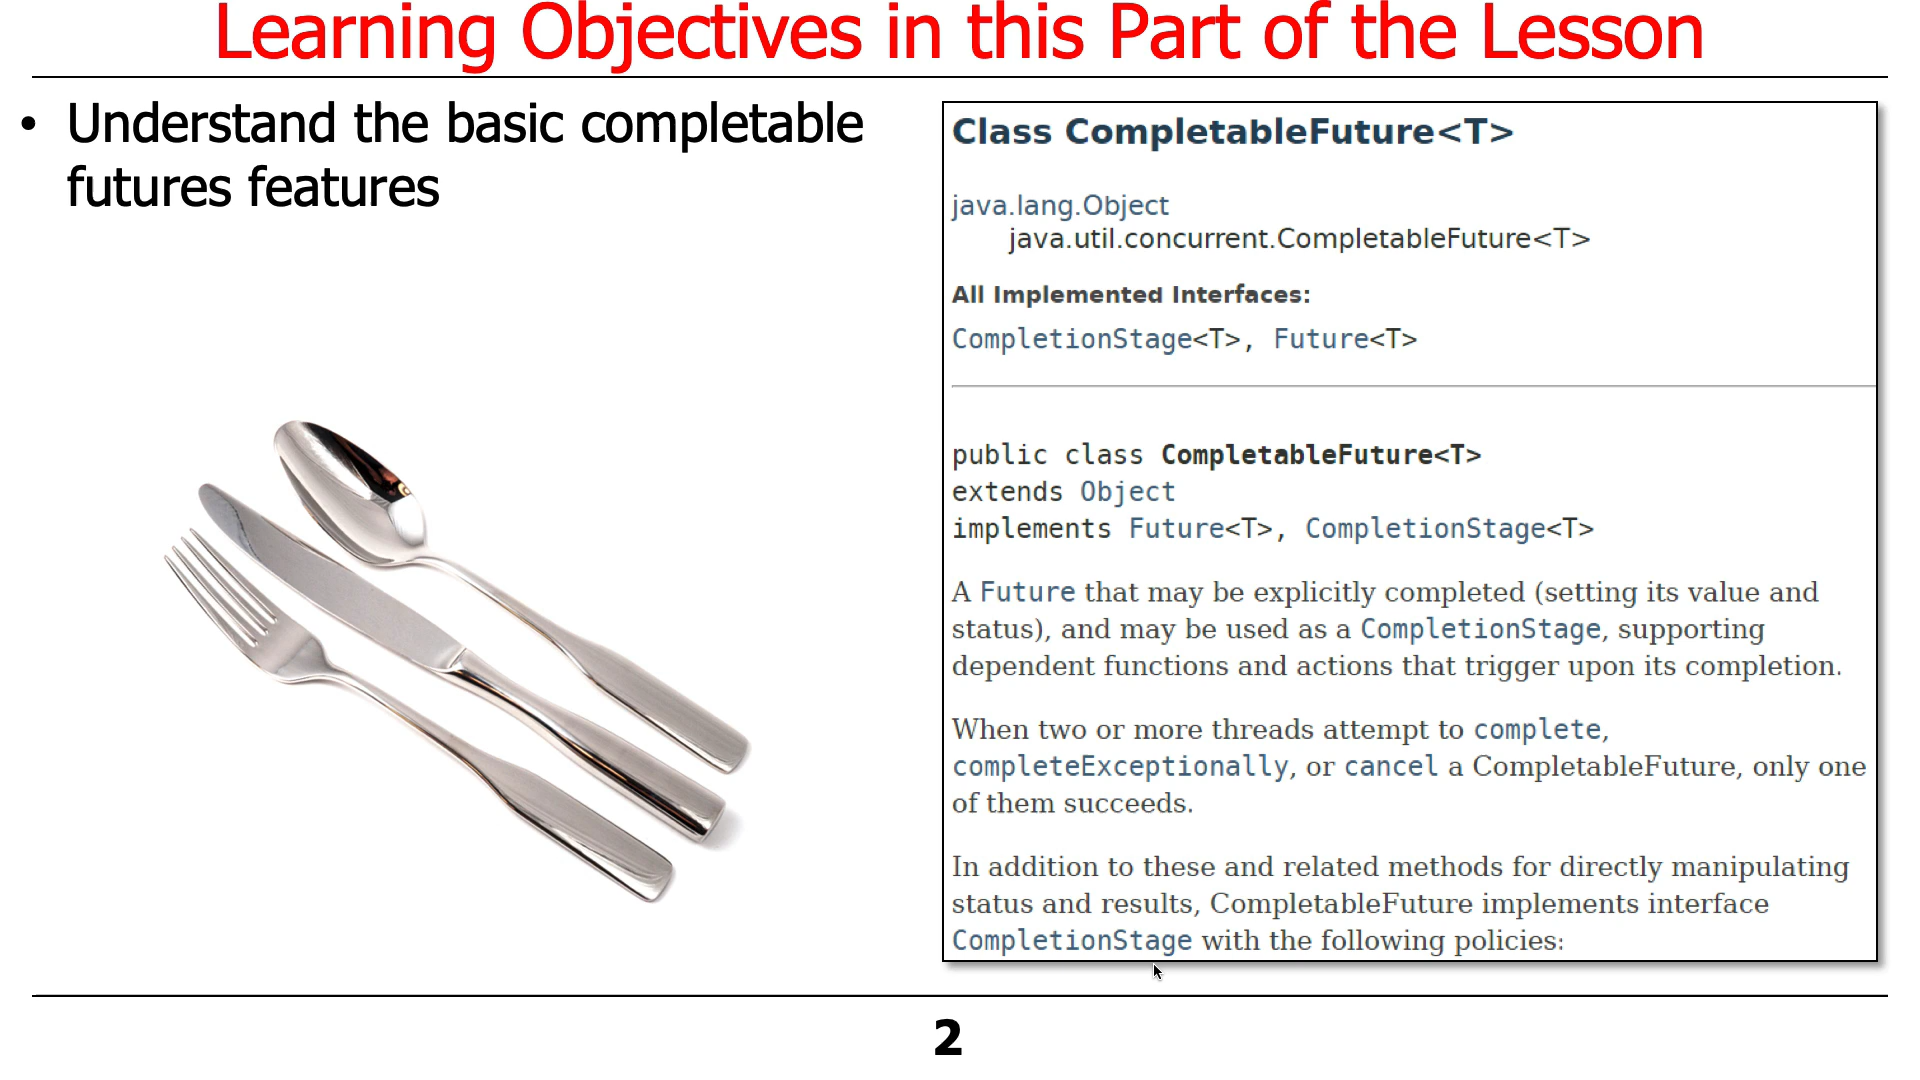 Learning Objectives in this Part of the Lesson
• Understand the basic completable
futures features
Class CompletableFuture<T>
java.lang.Object
java.util.concurrent.CompletableFuture<T>
All Implemented Interfaces:
CompletionStage<T>, Future<T>
public class CompletableFuture<T>
extends Object
implements Future<T>, CompletionStage<T>
A Future that may be explicitly completed (setting its value and
status), and may be used as a CompletionStage, supporting
dependent functions and actions that trigger upon its completion.
When two or more threads attempt to complete,
completeExceptionally, or cancel a CompletableFuture, only one
of them succeeds.
In addition to these and related methods for directly manipulating
status and results, CompletableFuture implements interface
CompletionStage with the following policies:
2